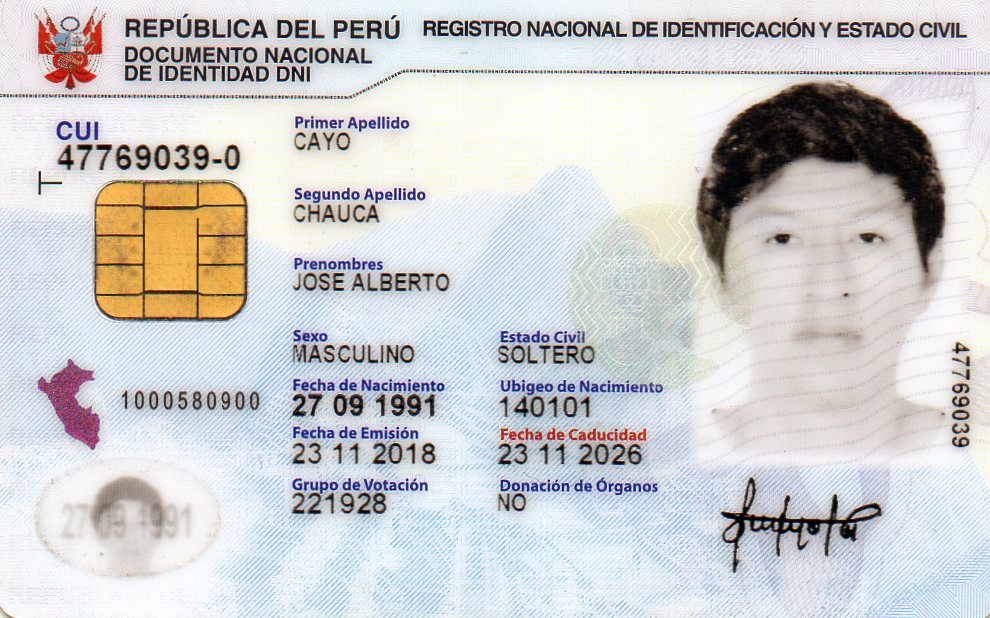 REPÚBLICA DEL PERÚ
REGISTRO NACIONAL DE IDENTIFICACIÓN Y ESTADO CIVIL
DOCUMENTO NACIONAL
DE IDENTIDAD DNI
CUI
47769039-0
Primer Apellido
CAYO
Segundo Apellido
CHAUCA
Prenombres
JOSE ALBERTO
Sexo
MASCULINO
Estado Civil
SOLTERO
Fecha de Nacimiento
27 09 1991
Ubigeo de Nacimiento
140101
Fecha de Emisión
23 11 2018
Fecha de Caducidad
23 11 2026
Grupo de Votación
221928
Donación de Órganos
NO
1000580900
27 09 1991
47769039